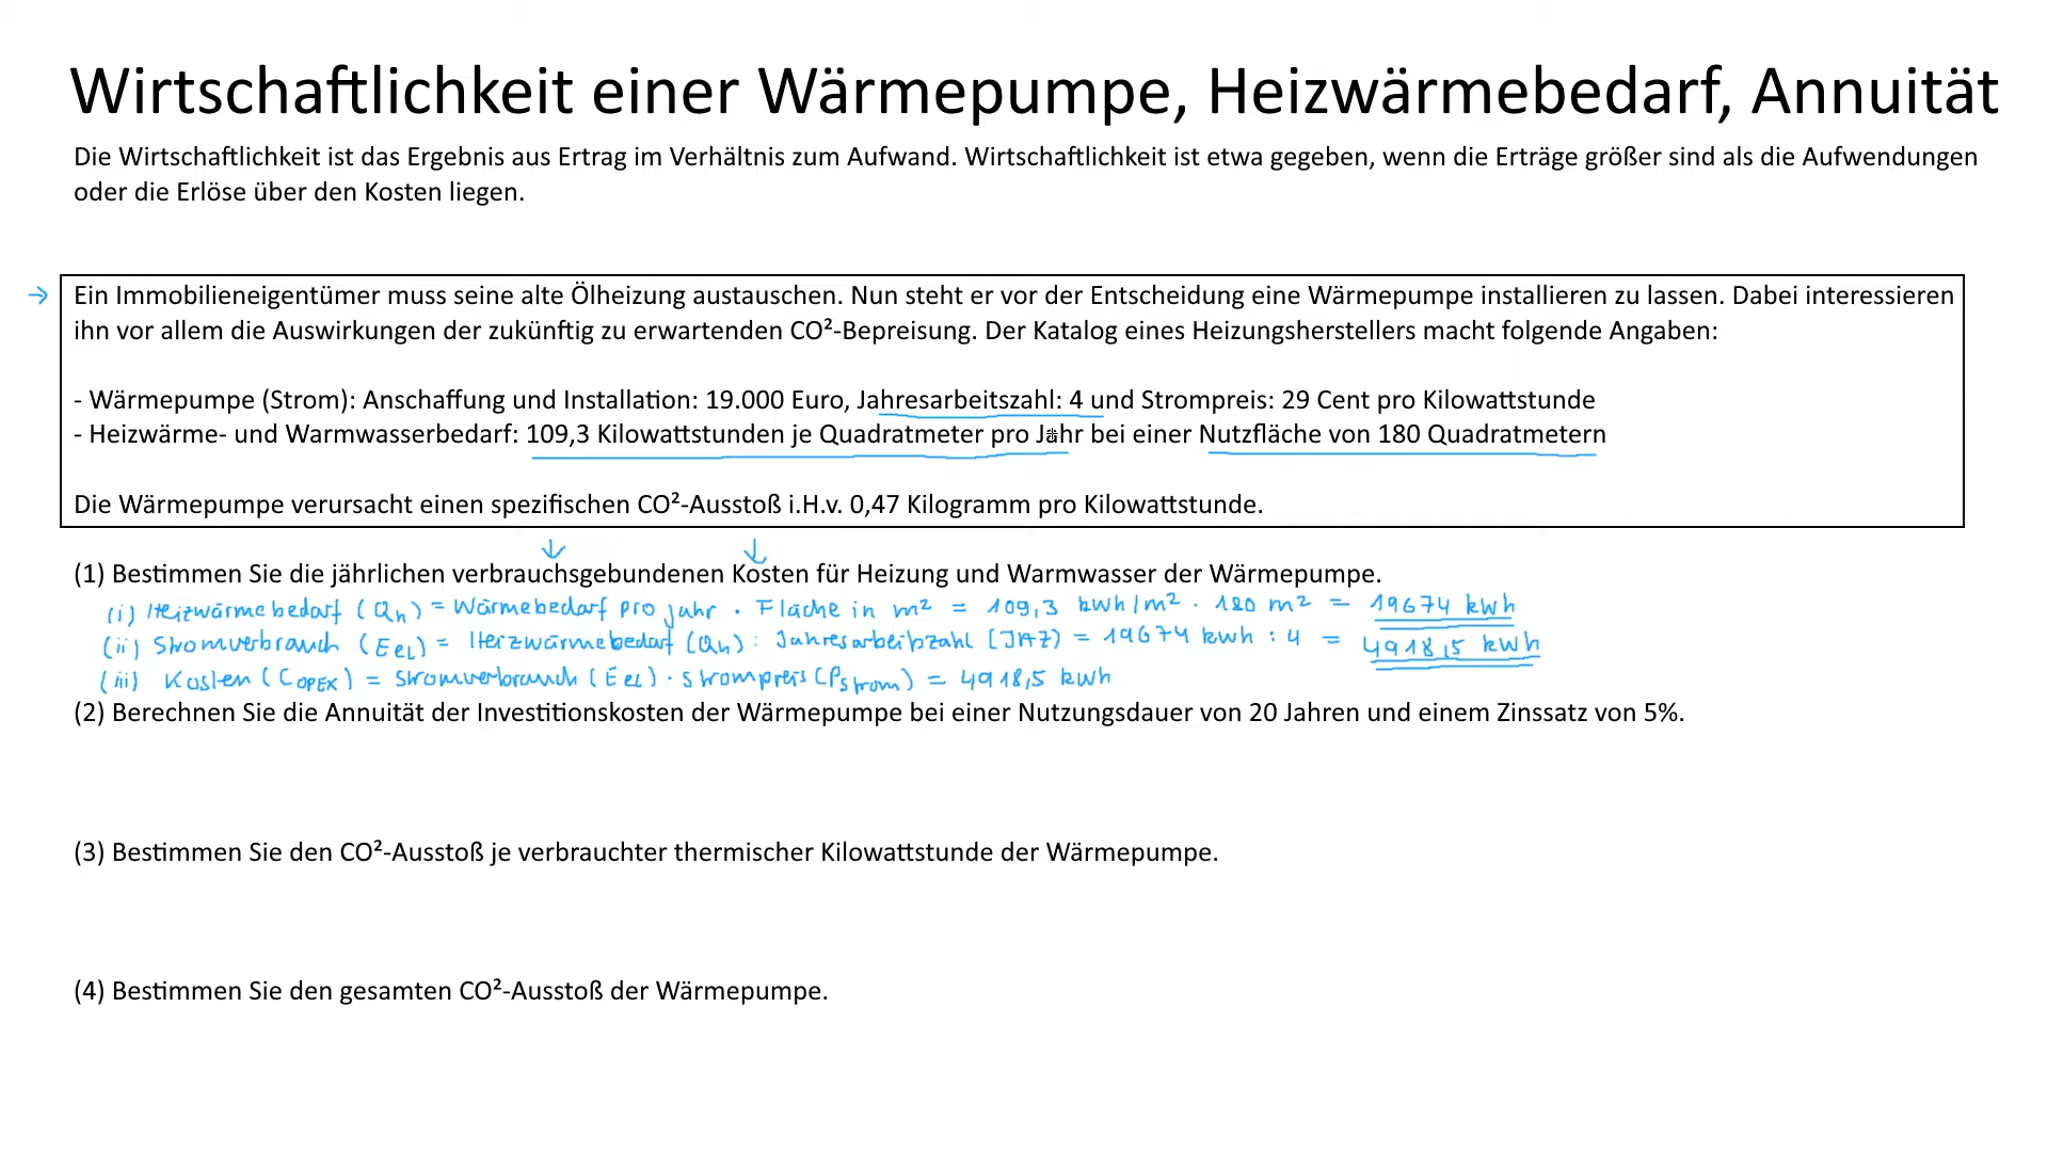 Wirtschaftlichkeit einer Wärmepumpe, Heizwärmebedarf, Annuität
Die Wirtschaftlichkeit ist das Ergebnis aus Ertrag im Verhältnis zum Aufwand. Wirtschaftlichkeit ist etwa gegeben, wenn die Erträge größer sind als die Aufwendungen
oder die Erlöse über den Kosten liegen.
→ Ein Immobilieneigentümer muss seine alte Ölheizung austauschen. Nun steht er vor der Entscheidung eine Wärmepumpe installieren zu lassen. Dabei interessieren
ihn vor allem die Auswirkungen der zukünftig zu erwartenden CO²-Bepreisung. Der Katalog eines Heizungsherstellers macht folgende Angaben:
- Wärmepumpe (Strom): Anschaffung und Installation: 19.000 Euro, Jahresarbeitszahl: 4 und Strompreis: 29 Cent pro Kilowattstunde
- Heizwärme- und Warmwasserbedarf: 109,3 Kilowattstunden je Quadratmeter pro Jahr bei einer Nutzfläche von 180 Quadratmetern
Die Wärmepumpe verursacht einen spezifischen CO²-Ausstoß i.H.v. 0,47 Kilogramm pro Kilowattstunde.
(1) Bestimmen Sie die jährlichen verbrauchsgebundenen Kosten für Heizung und Warmwasser der Wärmepumpe.
(i) Heizwärmebedarf (Qh) = Wärmebedarf pro Jahr · Fläche in m² = 109,3 kWh/m² · 180 m² = 19674 kWh
(ii) Stromverbrauch (Eel) = Heizwärmebedarf (Qh) : Jahresarbeitszahl (JAZ) = 19674 kWh : 4 = 4918,5 kWh
(iii) Kosten (COPEX) = Stromverbrauch (Eel) · Strompreis (PStrom) = 4918,5 kWh
(2) Berechnen Sie die Annuität der Investitionskosten der Wärmepumpe bei einer Nutzungsdauer von 20 Jahren und einem Zinssatz von 5%.
(3) Bestimmen Sie den CO²-Ausstoß je verbrauchter thermischer Kilowattstunde der Wärmepumpe.
(4) Bestimmen Sie den gesamten CO²-Ausstoß der Wärmepumpe.